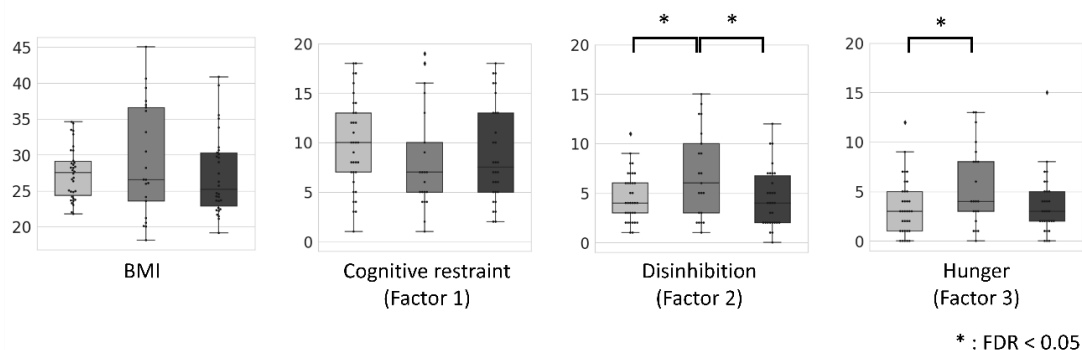 * *
*
45
40
35
30
25
20
BMI
20
15
10
5
0
Cognitive restraint
(Factor 1)
20
15
10
5
0
Disinhibition
(Factor 2)
20
15
10
5
0
Hunger
(Factor 3)
* : FDR < 0.05